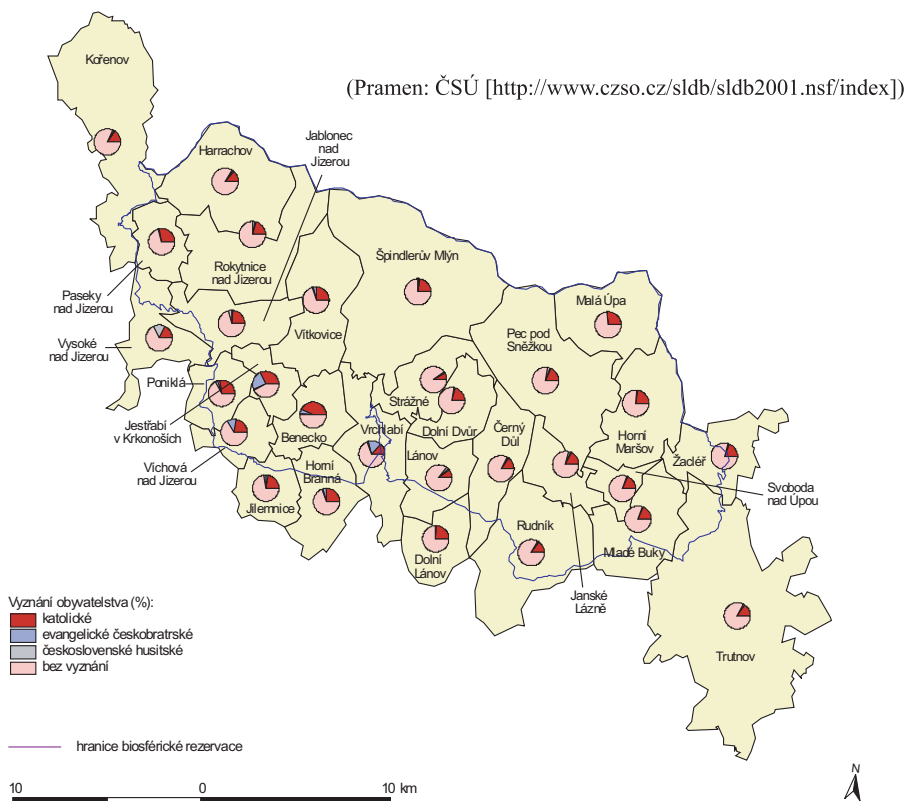 Kořenov
(Pramen: ČSÚ [http://www.czso.cz/sldb/sldb2001.nsf/index])
Jablonec
nad
Jizerou
Harrachov
Rokytnice
nad Jizerou
Špindlerův Mlýn
Malá Úpa
Paseky
nad Jizerou
Vítkovice
Pec pod
Sněžkou
Vysoké
nad Jizerou
Poniklá
Strážné
Jestřabí
v Krkonoších
Benecko
Vrchlabí
Dolní Dvůr
Černý
Důl
Horní
Maršov
Žacléř
Víchová
nad Jizerou
Horní
Branná
Lánov
Svoboda
nad Úpou
Jilemnice
Rudník
Mladé Buky
Dolní
Lánov
Janské
Lázně
Trutnov
Vyznání obyvatelstva (%):
katolické
evangelické českobratrské
československé husitské
bez vyznání
hranice biosférické rezervace
10 0 10 km
N